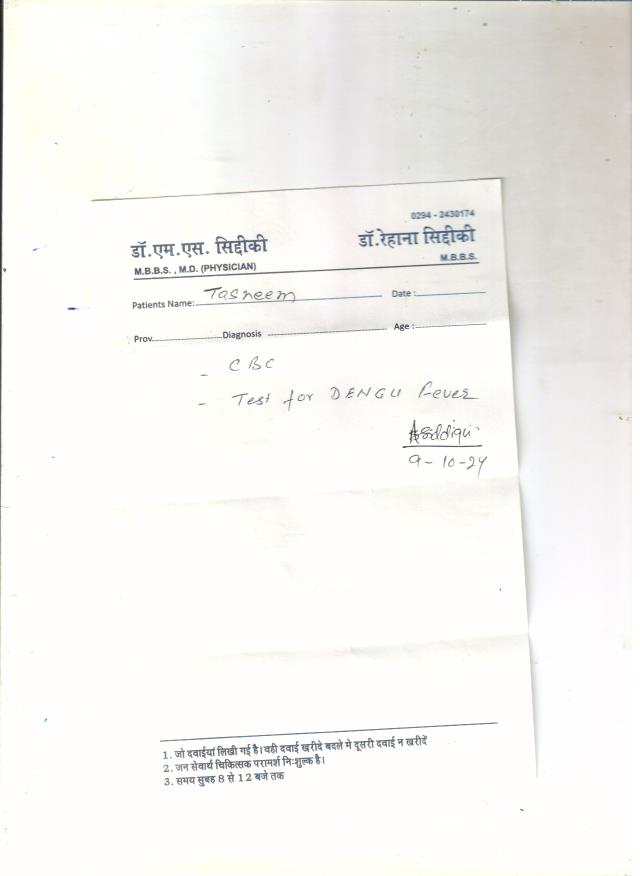 0294 - 2430174
डॉ.एम.एस. सिद्दीकी
डॉ.रेहाना सिद्दीकी
M.B.B.S. , M.D. (PHYSICIAN)
M.B.B.S.
Patients Name: Tasneem Date :
Prov. Diagnosis Age :
- CBC
- Test for DENGU Fever
Siddiqui
9-10-24
1. जो दवाईयां लिखी गई है। वही दवाई खरीदे बदले मे दूसरी दवाई न खरीदें
2. जन सेवार्थ चिकित्सक परामर्श निःशुल्क है।
3. समय सुबह 8 से 12 बजे तक